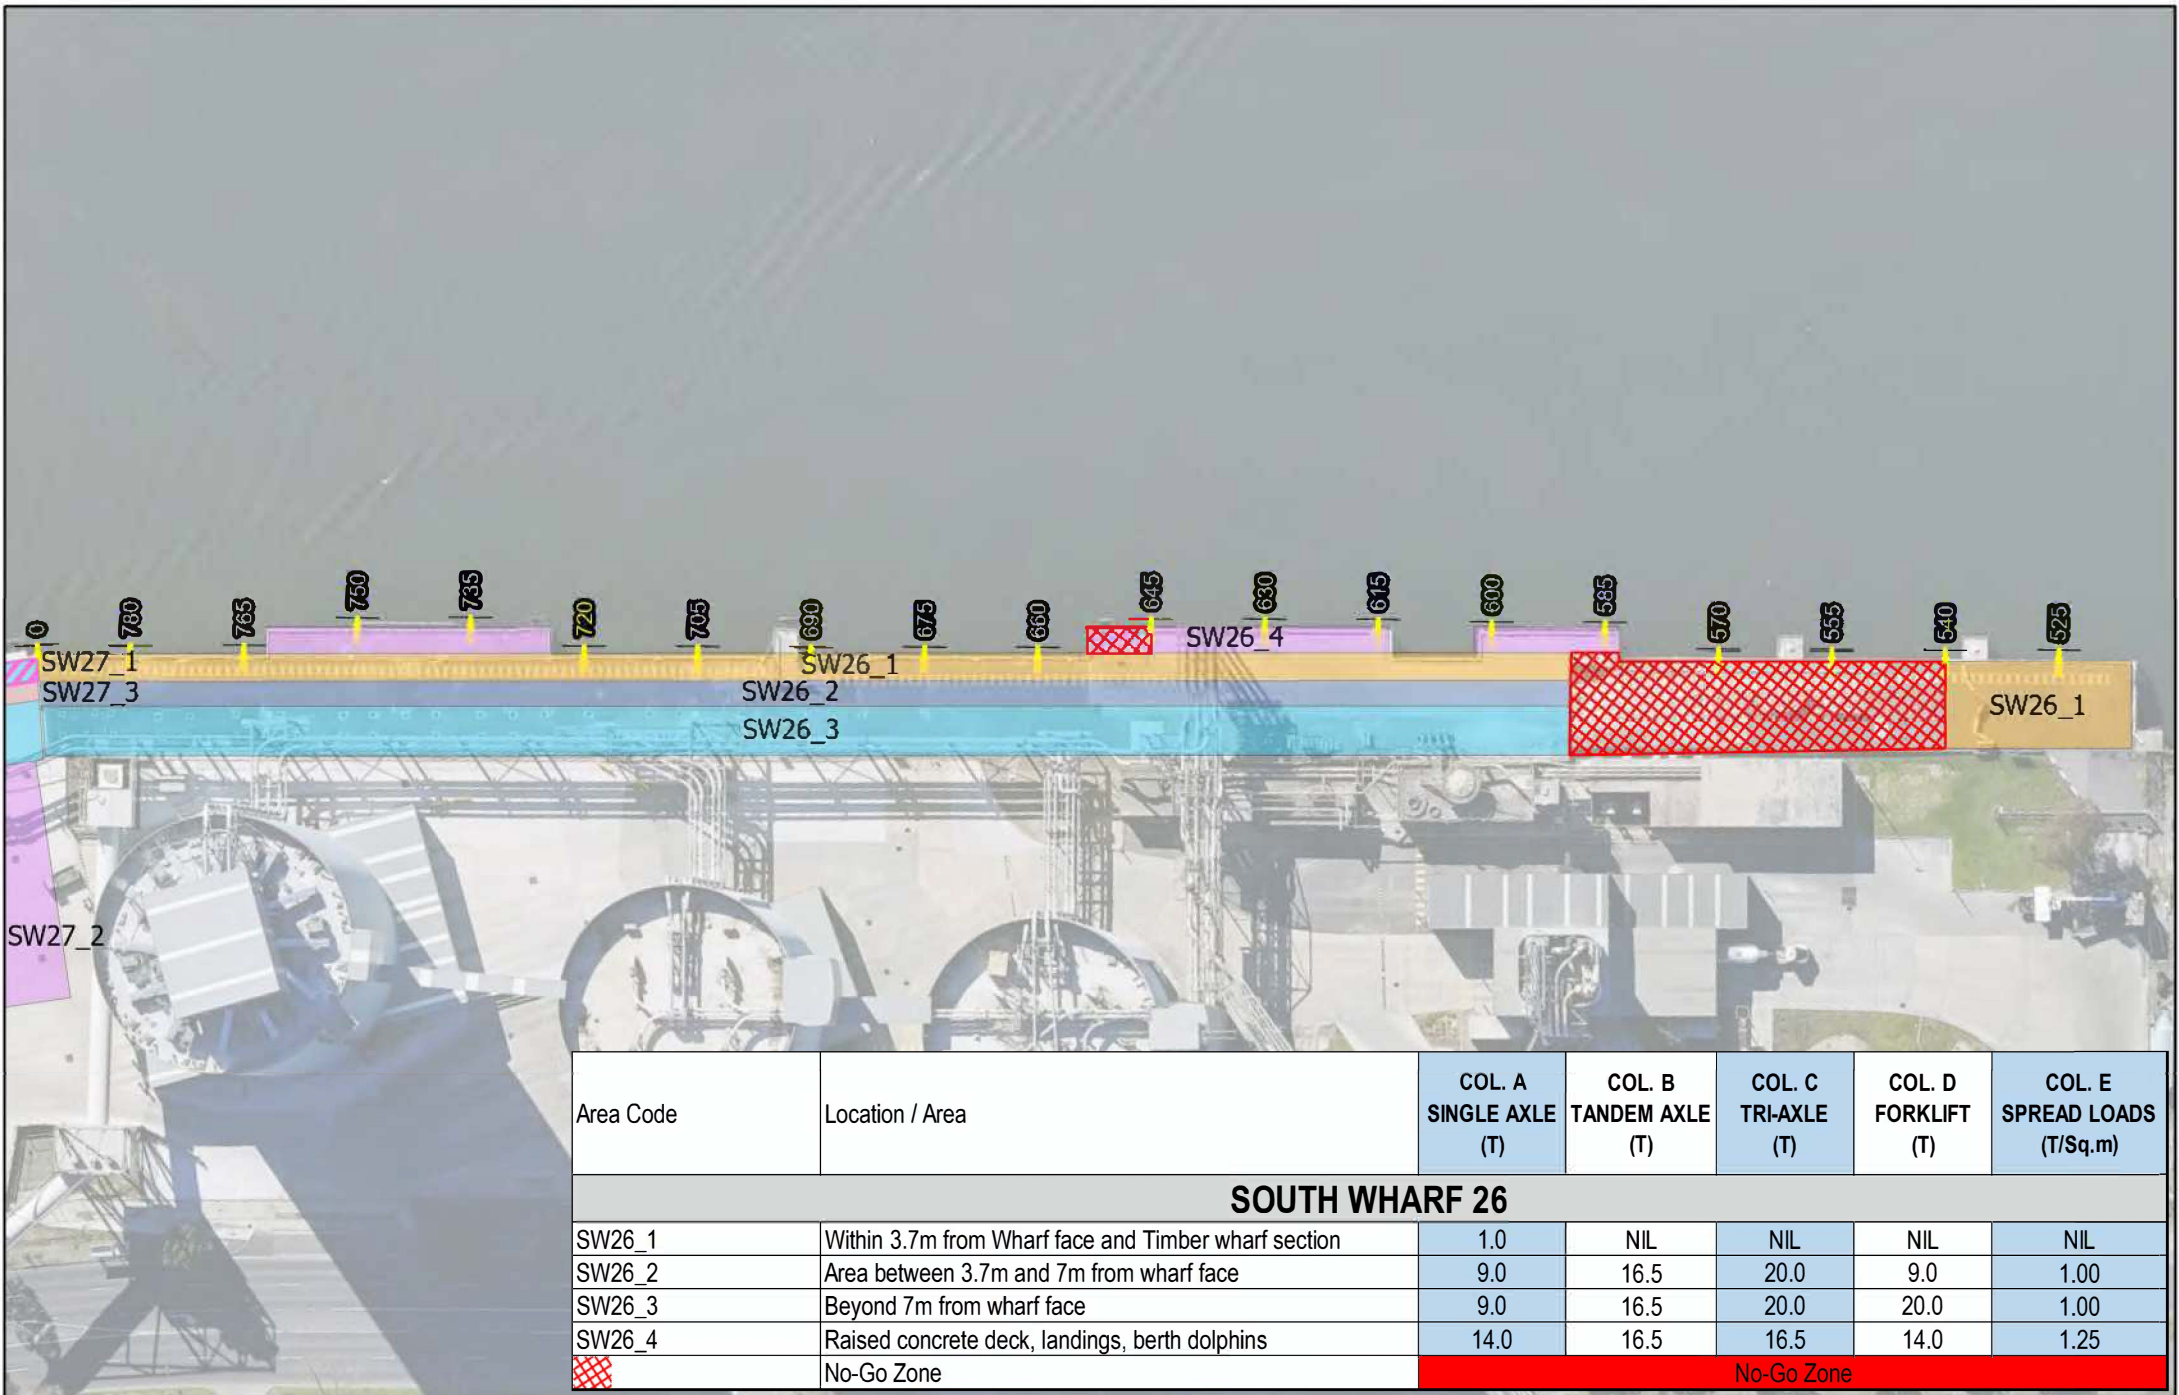 750
735
645
630
615
600
585
0
780
765
720
705
690
675
660
570
555
540
525
SW27_1
SW26_1
SW26_4
SW27_3
SW26_2
SW26_3
SW26_1
SW27_2
Area Code
Location / Area
COL. A
SINGLE AXLE
(T)
COL. B
TANDEM AXLE
(T)
COL. C
TRI-AXLE
(T)
COL. D
FORKLIFT
(T)
COL. E
SPREAD LOADS
(T/Sq.m)
SOUTH WHARF 26
SW26_1 Within 3.7m from Wharf face and Timber wharf section 1.0 NIL NIL NIL NIL
SW26_2 Area between 3.7m and 7m from wharf face 9.0 16.5 20.0 9.0 1.00
SW26_3 Beyond 7m from wharf face 9.0 16.5 20.0 20.0 1.00
SW26_4 Raised concrete deck, landings, berth dolphins 14.0 16.5 16.5 14.0 1.25
No-Go Zone No-Go Zone